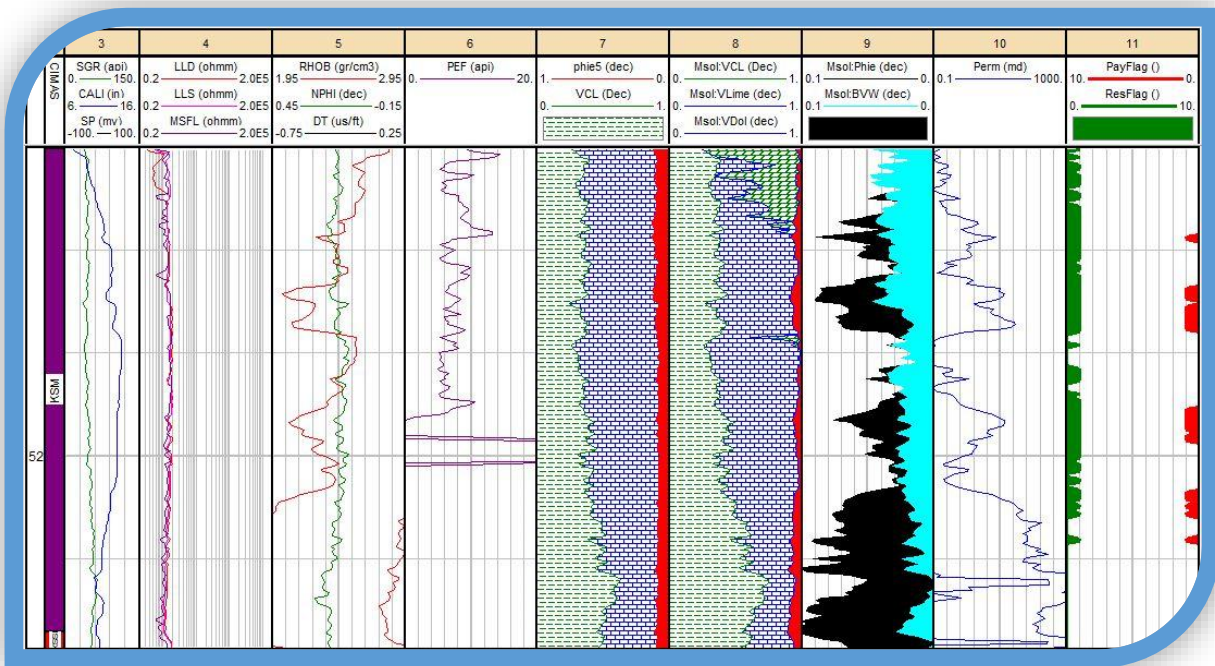 3 4 5 6 7 8 9 10 11
CIMAS
SGR (api)
0. 150.
CALI (in)
6. 16.
SP (mv)
-100. 100.
LLD (ohmm)
0.2 2.0E5
LLS (ohmm)
0.2 2.0E5
MSFL (ohmm)
0.2 2.0E5
RHOB (gr/cm3)
1.95 2.95
NPHI (dec)
0.45 -0.15
DT (us/ft)
-0.75 0.25
PEF (api)
0. 20.
phie5 (dec)
1. 0.
VCL (Dec)
0. 1.
Msol:VCL (Dec)
0. 1.
Msol:VLime (dec)
0. 1.
Msol:VDol (dec)
0. 1.
Msol:Phie (dec)
0.1 0.
Msol:BVW (dec)
0.1 0.
Perm (md)
0.1 1000.
PayFlag ()
10. 0.
ResFlag ()
0. 10.
KSM
52